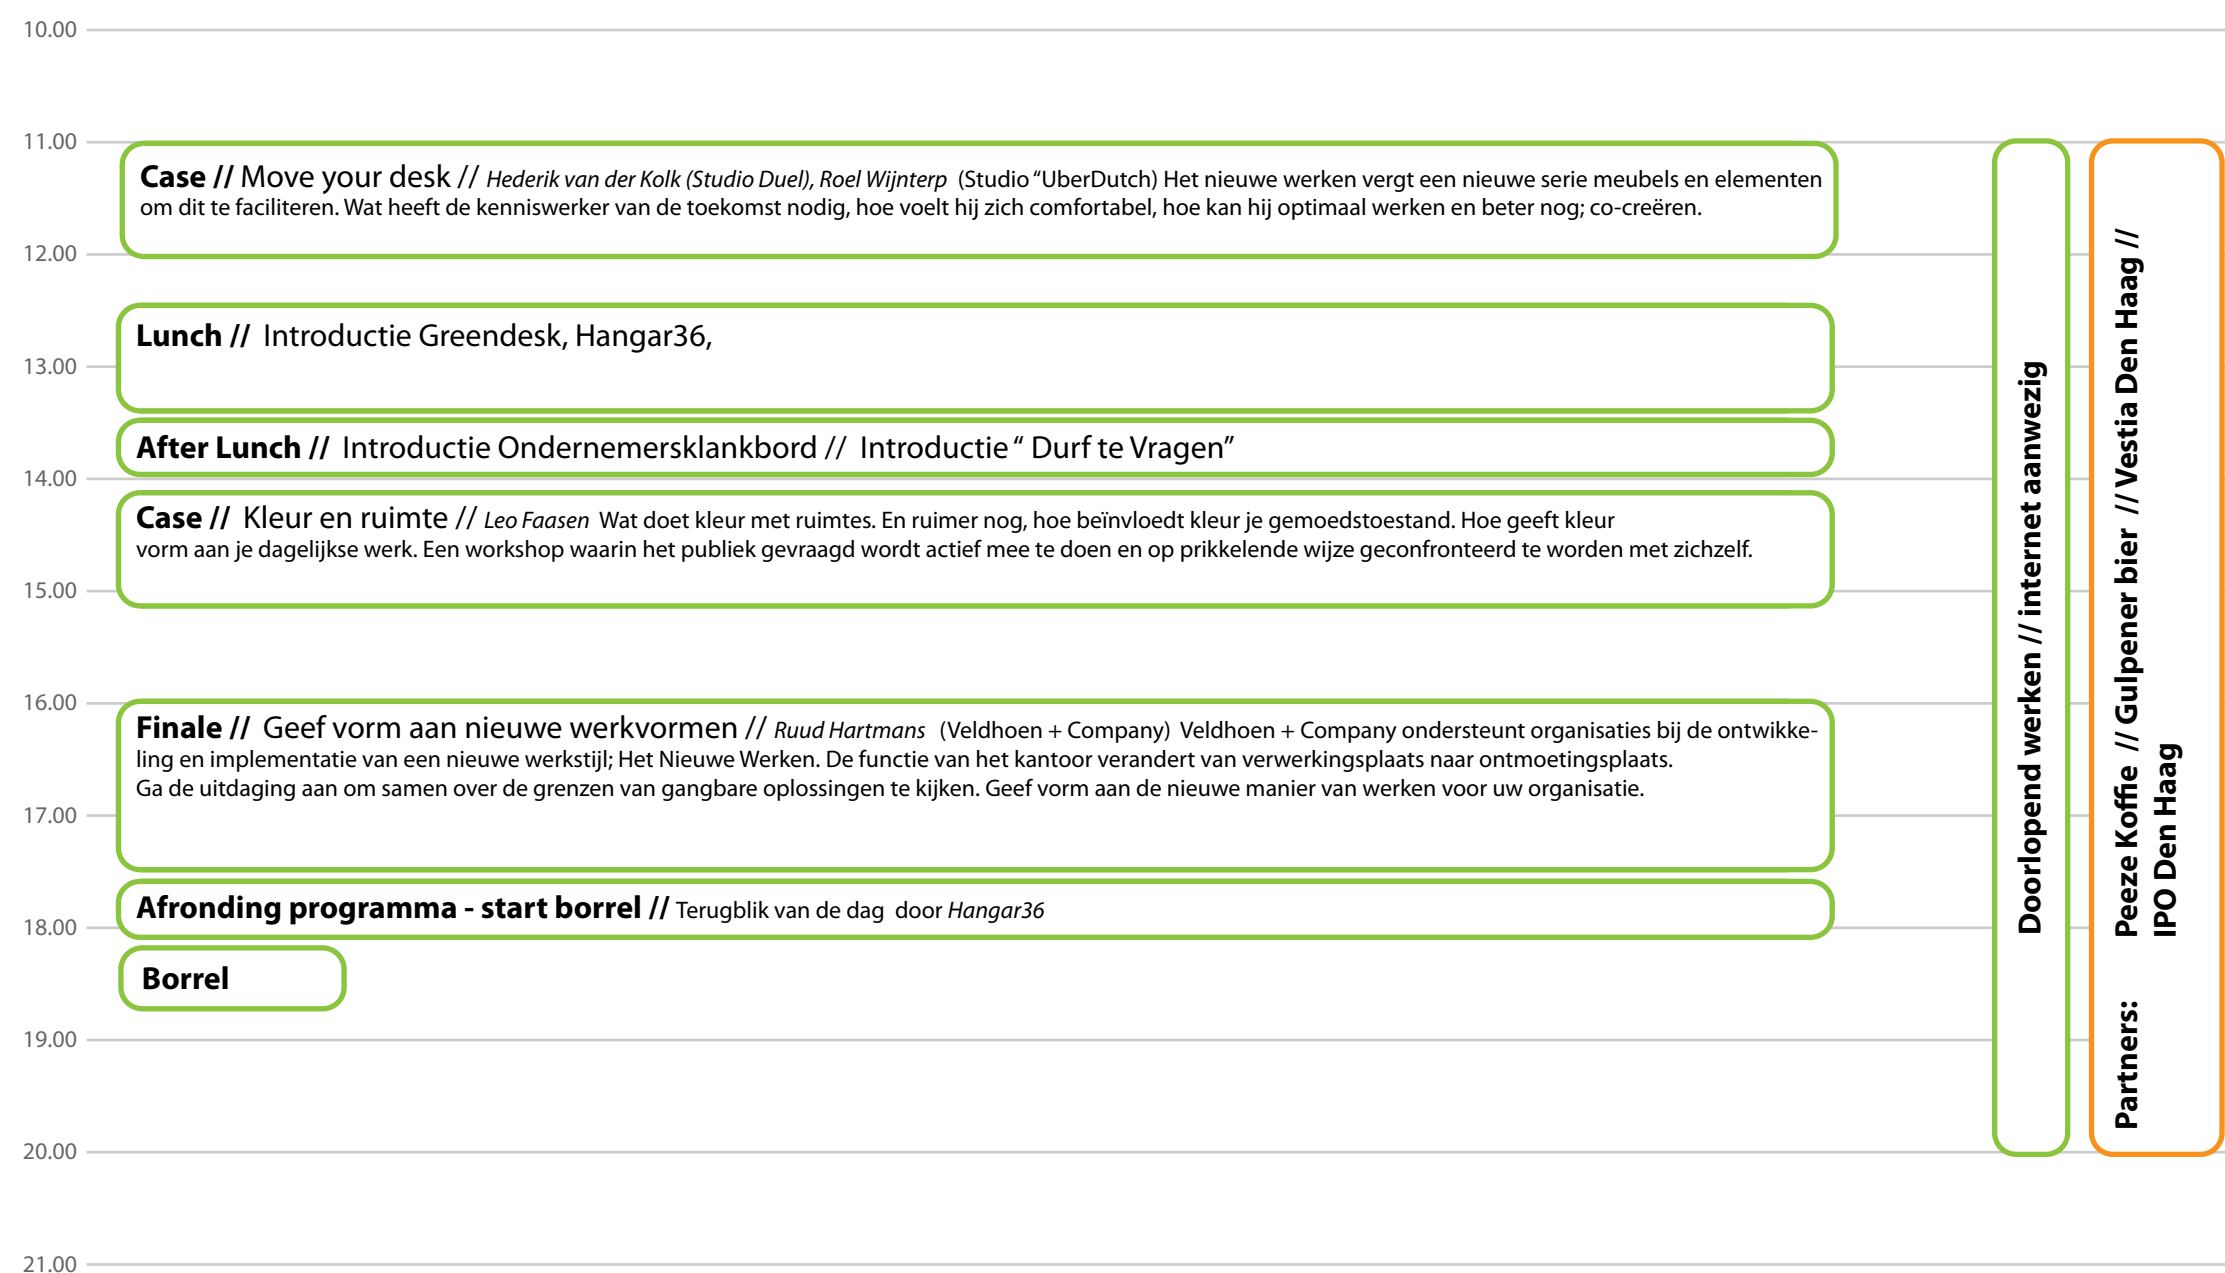 10.00
11.00
Case // Move your desk // Hederik van der Kolk (Studio Duel), Roel Wijnterp (Studio “UberDutch) Het nieuwe werken vergt een nieuwe serie meubels en elementen
om dit te faciliteren. Wat heeft de kenniswerker van de toekomst nodig, hoe voelt hij zich comfortabel, hoe kan hij optimaal werken en beter nog; co-creëren.
12.00
Lunch // Introductie Greendesk, Hangar36,
13.00
After Lunch // Introductie Ondernemersklankbord // Introductie “ Durf te Vragen”
14.00
Case // Kleur en ruimte // Leo Faasen Wat doet kleur met ruimtes. En ruimer nog, hoe beïnvloedt kleur je gemoedstoestand. Hoe geeft kleur
vorm aan je dagelijkse werk. Een workshop waarin het publiek gevraagd wordt actief mee te doen en op prikkelende wijze geconfronteerd te worden met zichzelf.
15.00
16.00
Finale // Geef vorm aan nieuwe werkvormen // Ruud Hartmans (Veldhoen + Company) Veldhoen + Company ondersteunt organisaties bij de ontwikke-
ling en implementatie van een nieuwe werkstijl; Het Nieuwe Werken. De functie van het kantoor verandert van verwerkingsplaats naar ontmoetingsplaats.
Ga de uitdaging aan om samen over de grenzen van gangbare oplossingen te kijken. Geef vorm aan de nieuwe manier van werken voor uw organisatie.
17.00
Afronding programma - start borrel // Terugblik van de dag door Hangar36
18.00
Borrel
19.00
20.00
21.00
Doorlopend werken // internet aanwezig
Partners: Peeze Koffie // Gulpener bier // Vestia Den Haag //
IPO Den Haag